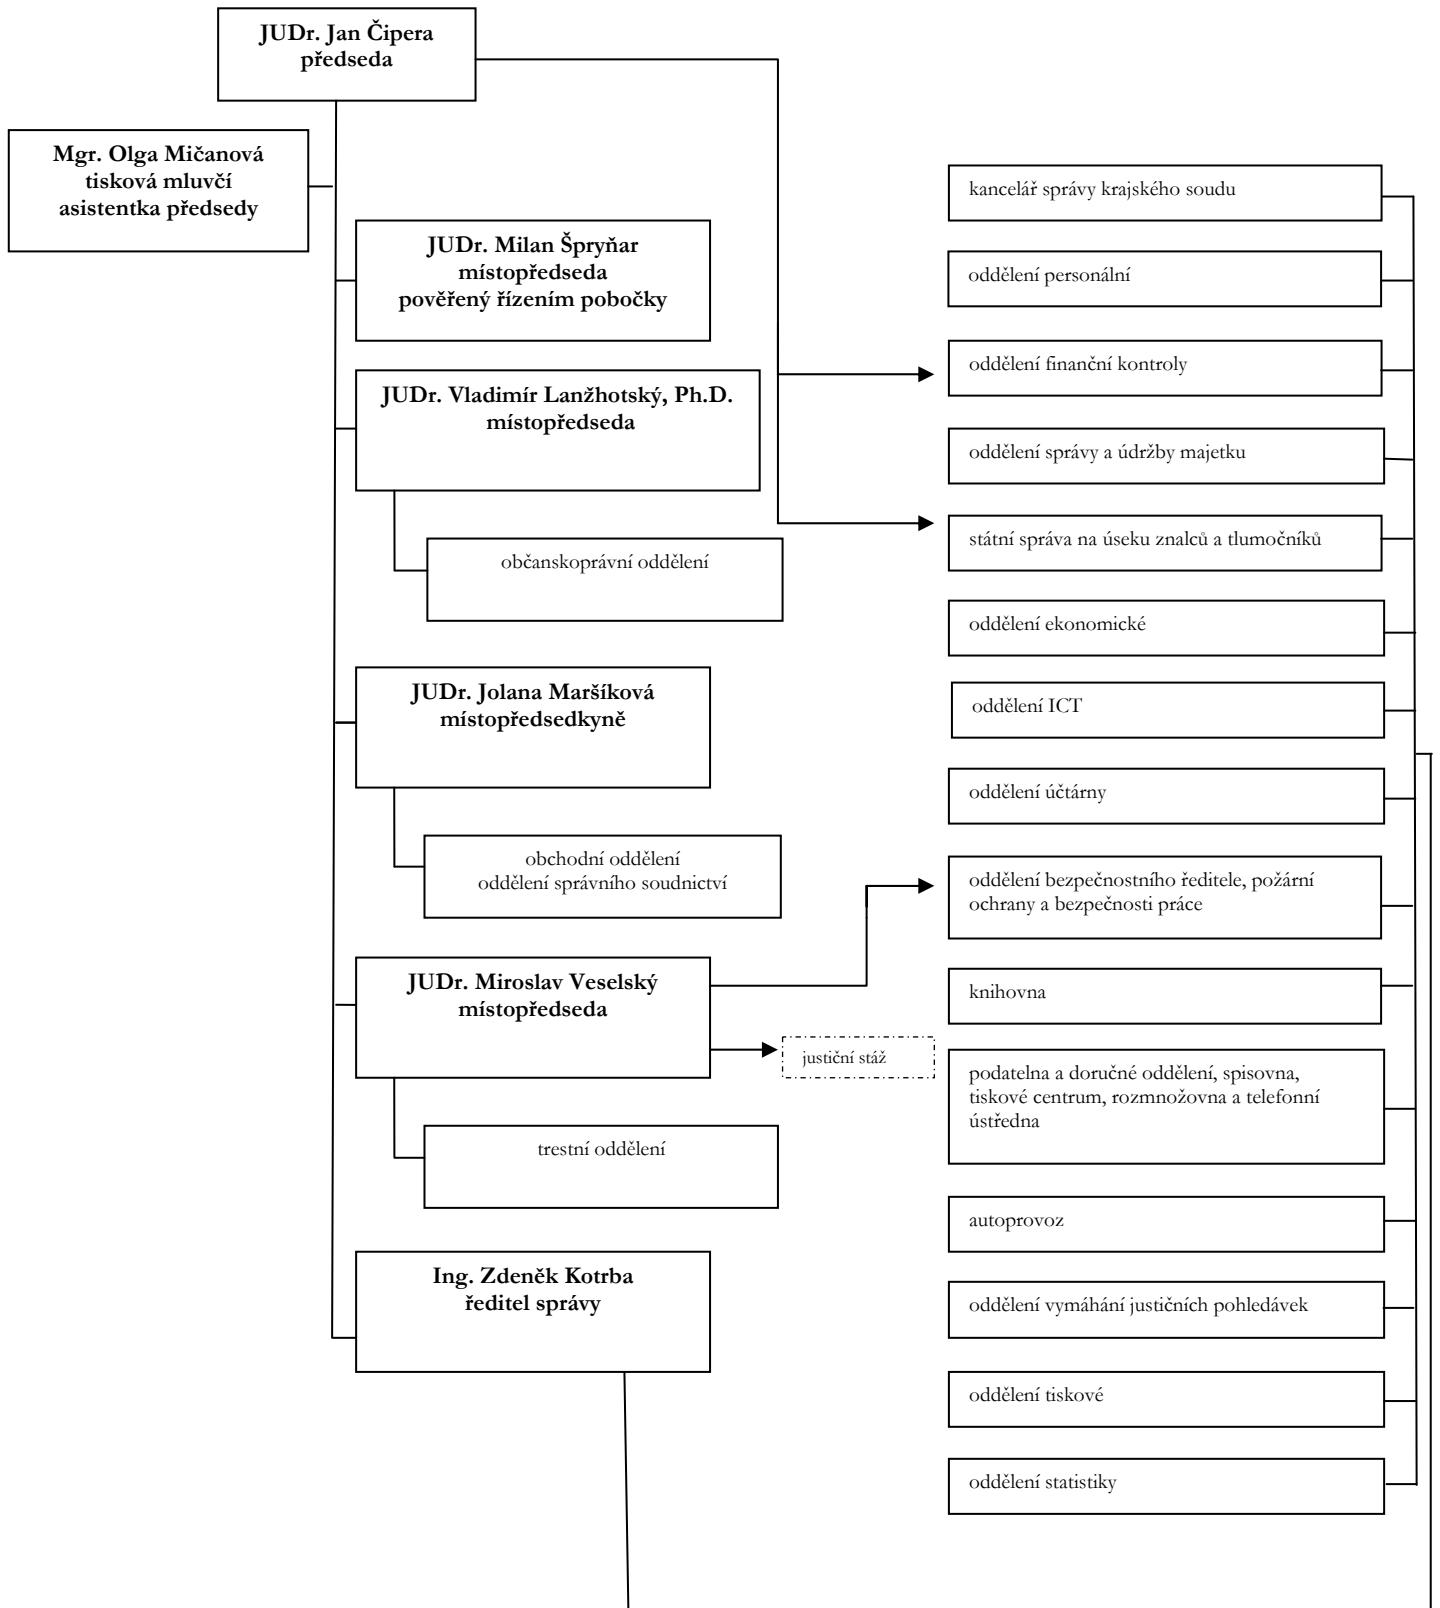 JUDr. Jan Čipera
předseda
Mgr. Olga Mičanová
tisková mluvčí
asistentka předsedy
JUDr. Milan Špryňar
místopředseda
pověřený řízením pobočky
JUDr. Vladimír Lanžhotský, Ph.D.
místopředseda
občanskoprávní oddělení
JUDr. Jolana Maršíková
místopředsedkyně
obchodní oddělení
oddělení správního soudnictví
JUDr. Miroslav Veselský
místopředseda
justiční stáž
trestní oddělení
Ing. Zdeněk Kotrba
ředitel správy
kancelář správy krajského soudu
oddělení personální
oddělení finanční kontroly
oddělení správy a údržby majetku
státní správa na úseku znalců a tlumočníků
oddělení ekonomické
oddělení ICT
oddělení účtárny
oddělení bezpečnostního ředitele, požární
ochrany a bezpečnosti práce
knihovna
podatelna a doručné oddělení, spisovna,
tiskové centrum, rozmnožovna a telefonní
ústředna
autoprovoz
oddělení vymáhání justičních pohledávek
oddělení tiskové
oddělení statistiky